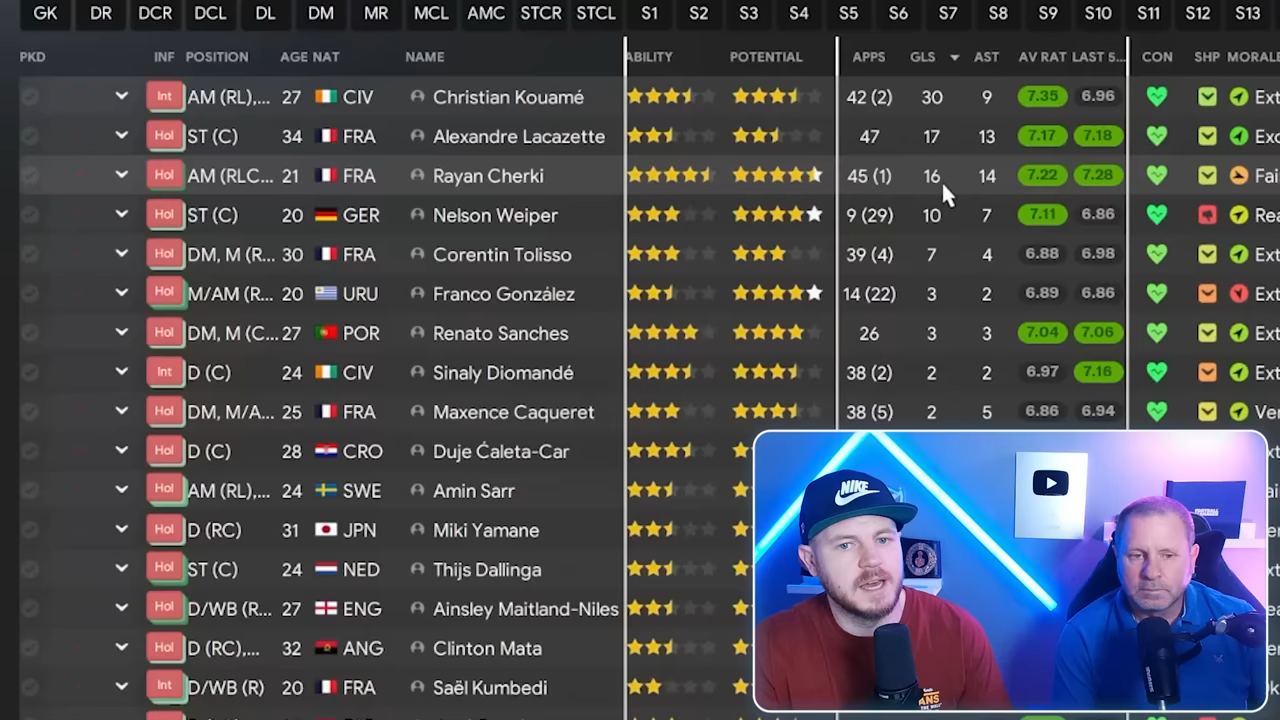 GK DR DCR DCL DL DM MR MCL AMC STCR STCL S1 S2 S3 S4 S5 S6 S7 S8 S9 S10 S11 S12 S13
PKD INF POSITION AGE NAT NAME ABILITY POTENTIAL APPS GLS AST AV RAT LAST 5... CON SHP MORALE
Int AM (RL),... 27 CIV Christian Kouamé 42 (2) 30 9 7.35 6.96 Ext
Hol ST (C) 34 FRA Alexandre Lacazette 47 17 13 7.17 7.18 Exc
Hol AM (RLC... 21 FRA Rayan Cherki 45 (1) 16 14 7.22 7.28 Fai
Hol ST (C) 20 GER Nelson Weiper 9 (29) 10 7 7.11 6.86 Rea
Hol DM, M (R... 30 FRA Corentin Tolisso 39 (4) 7 4 6.88 6.98 Ext
Hol M/AM (R... 20 URU Franco González 14 (22) 3 2 6.89 6.86 Ext
Hol DM, M (C... 27 POR Renato Sanches 26 3 3 7.04 7.06 Ext
Int D (C) 24 CIV Sinaly Diomandé 38 (2) 2 2 6.97 7.16 Ext
Hol DM, M/A... 25 FRA Maxence Caqueret 38 (5) 2 5 6.86 6.94 Ver
Hol D (C) 28 CRO Duje Ćaleta-Car
Hol AM (RL),... 24 SWE Amin Sarr
Hol D (RC) 31 JPN Miki Yamane
Hol ST (C) 24 NED Thijs Dallinga
Hol D/WB (R... 27 ENG Ainsley Maitland-Niles
Hol D (RC),... 32 ANG Clinton Mata
Int D/WB (R) 20 FRA Saël Kumbedi
NIKE